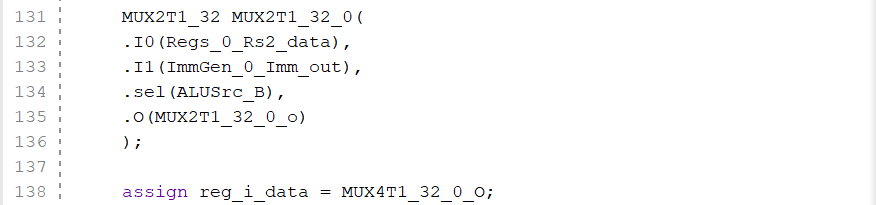 131 MUX2T1_32 MUX2T1_32_0(
132 .I0(Regs_0_Rs2_data),
133 .I1(ImmGen_0_Imm_out),
134 .sel(ALUSrc_B),
135 .O(MUX2T1_32_0_o)
136 );
137
138 assign reg_i_data = MUX4T1_32_0_O;